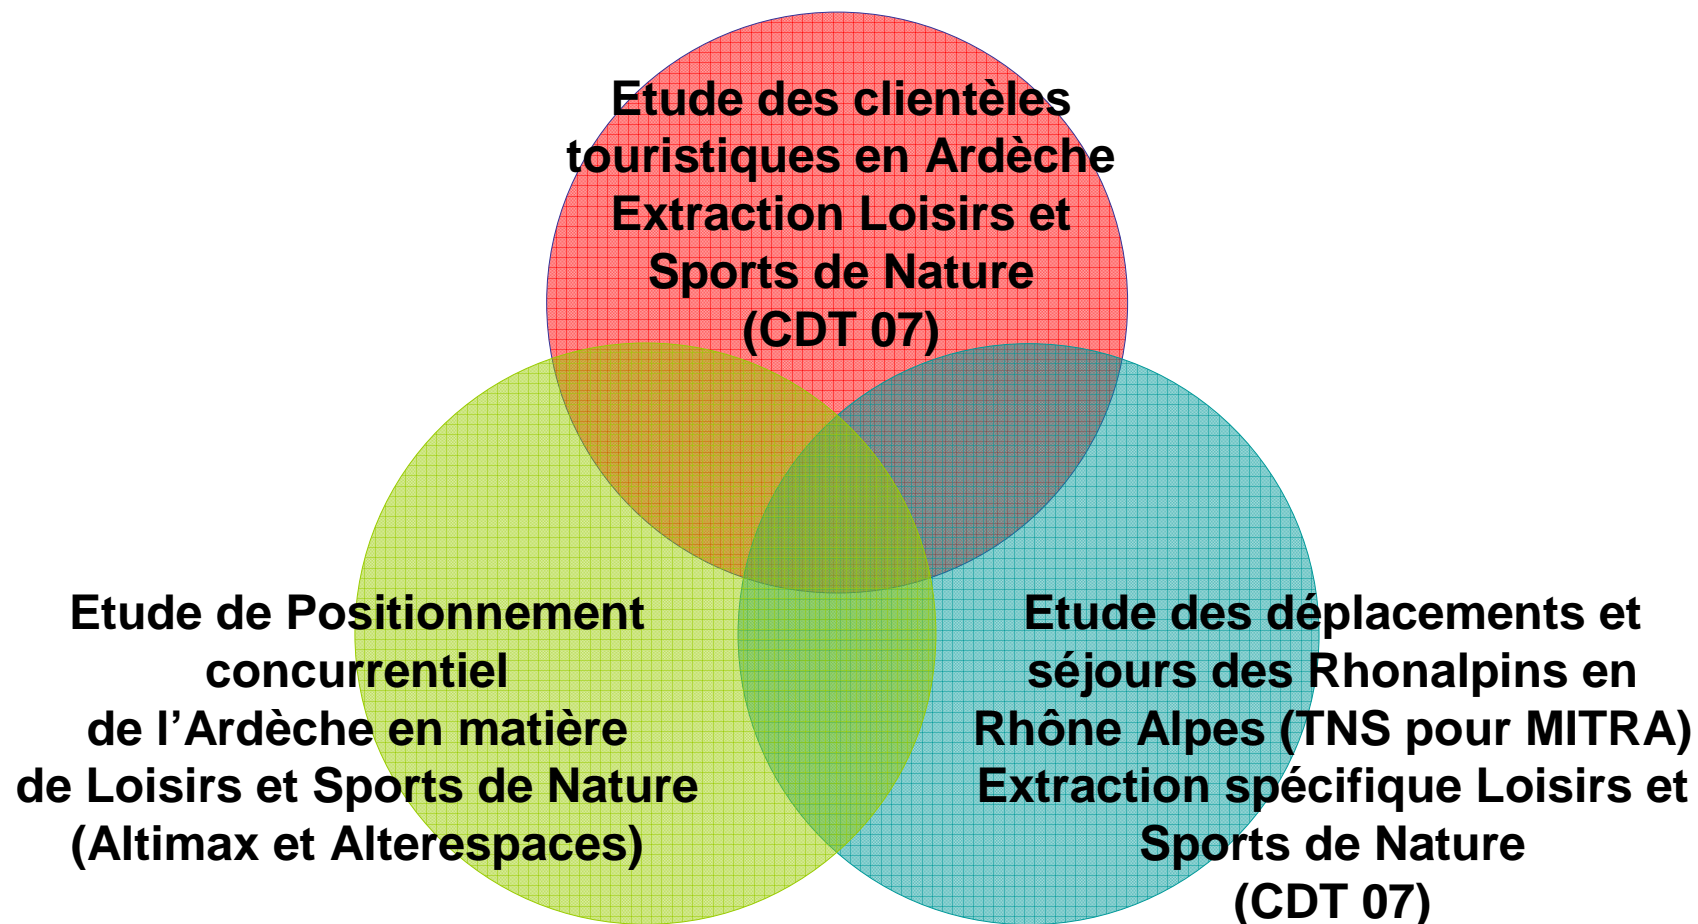 Etude des clientèles
touristiques en Ardèche
Extraction Loisirs et
Sports de Nature
(CDT 07)
Etude de Positionnement
concurrentiel
de l’Ardèche en matière
de Loisirs et Sports de Nature
(Altimax et Alterespaces)
Etude des déplacements et
séjours des Rhonalpins en
Rhône Alpes (TNS pour MITRA)
Extraction spécifique Loisirs et
Sports de Nature
(CDT 07)